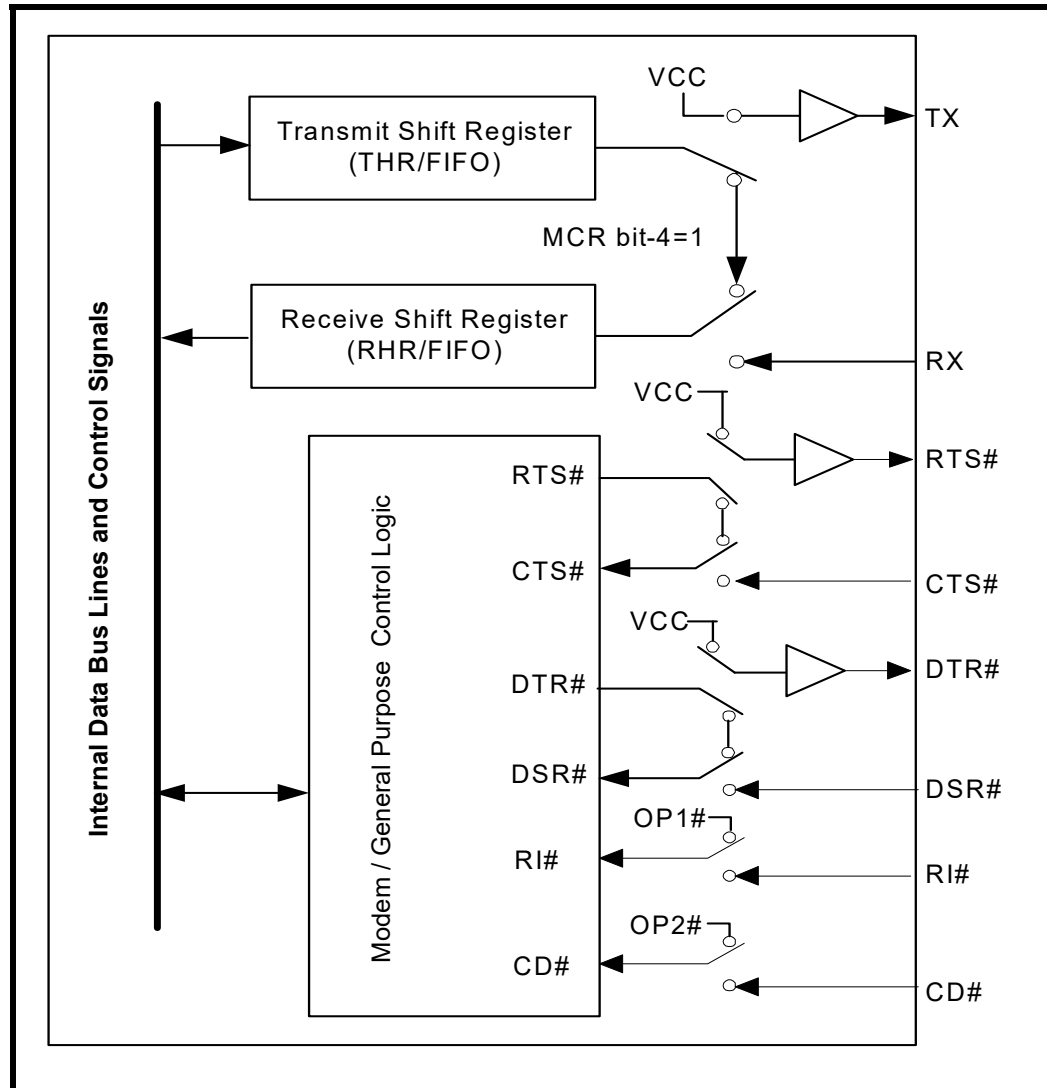 VCC
TX
Transmit Shift Register
(THR/FIFO)
MCR bit-4=1
Receive Shift Register
(RHR/FIFO)
RX
VCC
RTS#
RTS#
CTS#
CTS#
VCC
DTR#
DTR#
DSR#
DSR#
OP1#
RI#
RI#
OP2#
CD#
CD#
Internal Data Bus Lines and Control Signals
Modem / General Purpose Control Logic